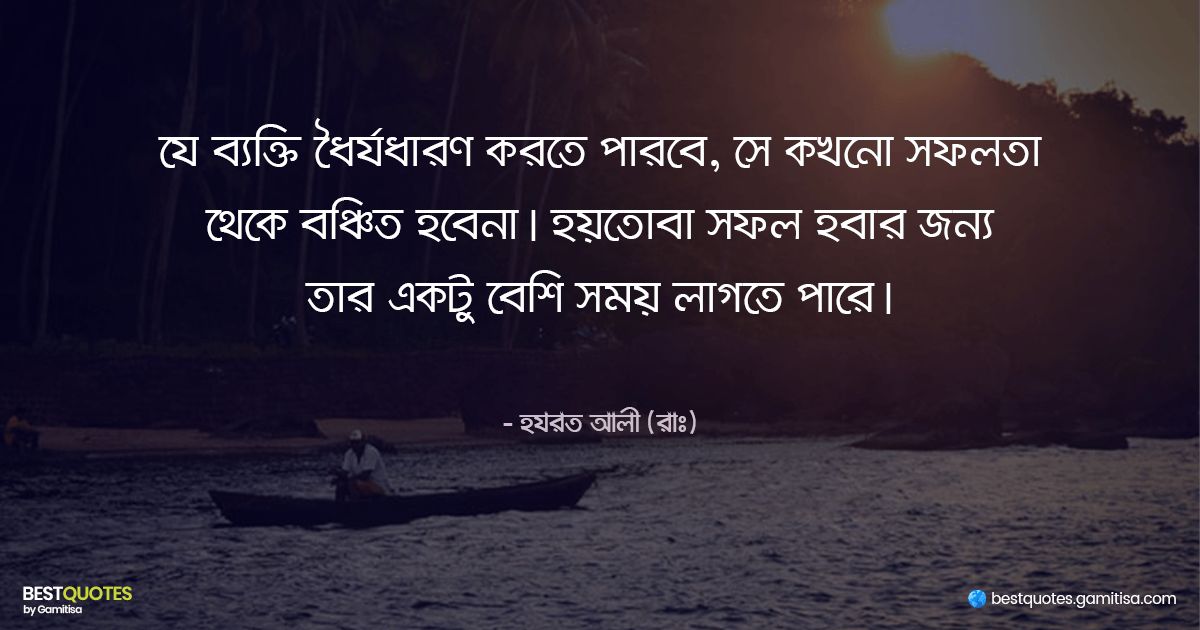 যে ব্যক্তি ধৈর্যধারণ করতে পারবে, সে কখনো সফলতা
থেকে বঞ্চিত হবেনা। হয়তোবা সফল হবার জন্য
তার একটু বেশি সময় লাগতে পারে।
- হযরত আলী (রাঃ)
BESTQUOTES
by Gamitisa
bestquotes.gamitisa.com